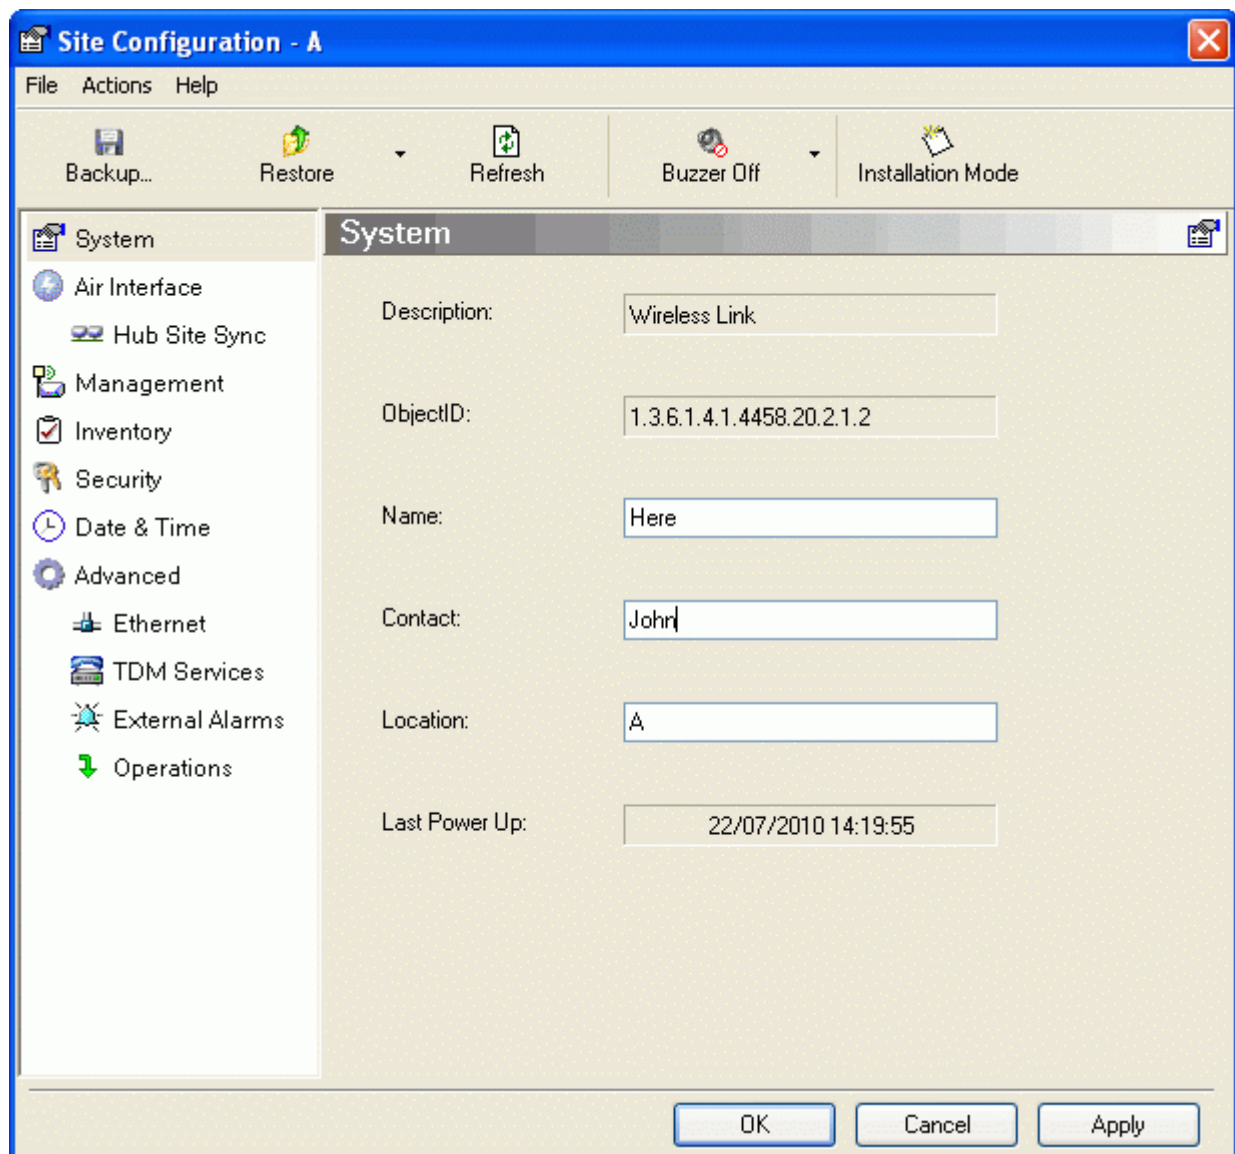 Site Configuration - A
File Actions Help
Backup... Restore Refresh Buzzer Off Installation Mode
System
Air Interface
Hub Site Sync
Management
Inventory
Security
Date & Time
Advanced
Ethernet
TDM Services
External Alarms
Operations
System
Description: Wireless Link
ObjectID: 1.3.6.1.4.1.4458.20.2.1.2
Name: Here
Contact: John
Location: A
Last Power Up: 22/07/2010 14:19:55
OK Cancel Apply